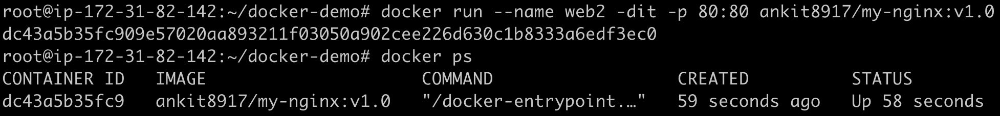 root@ip-172-31-82-142:~/docker-demo# docker run --name web2 -dit -p 80:80 ankit8917/my-nginx:v1.0
dc43a5b35fc909e57020aa893211f03050a902cee226d630c1b8333a6edf3ec0
root@ip-172-31-82-142:~/docker-demo# docker ps
CONTAINER ID   IMAGE                     COMMAND                  CREATED          STATUS
dc43a5b35fc9   ankit8917/my-nginx:v1.0   "/docker-entrypoint.…"   59 seconds ago   Up 58 seconds